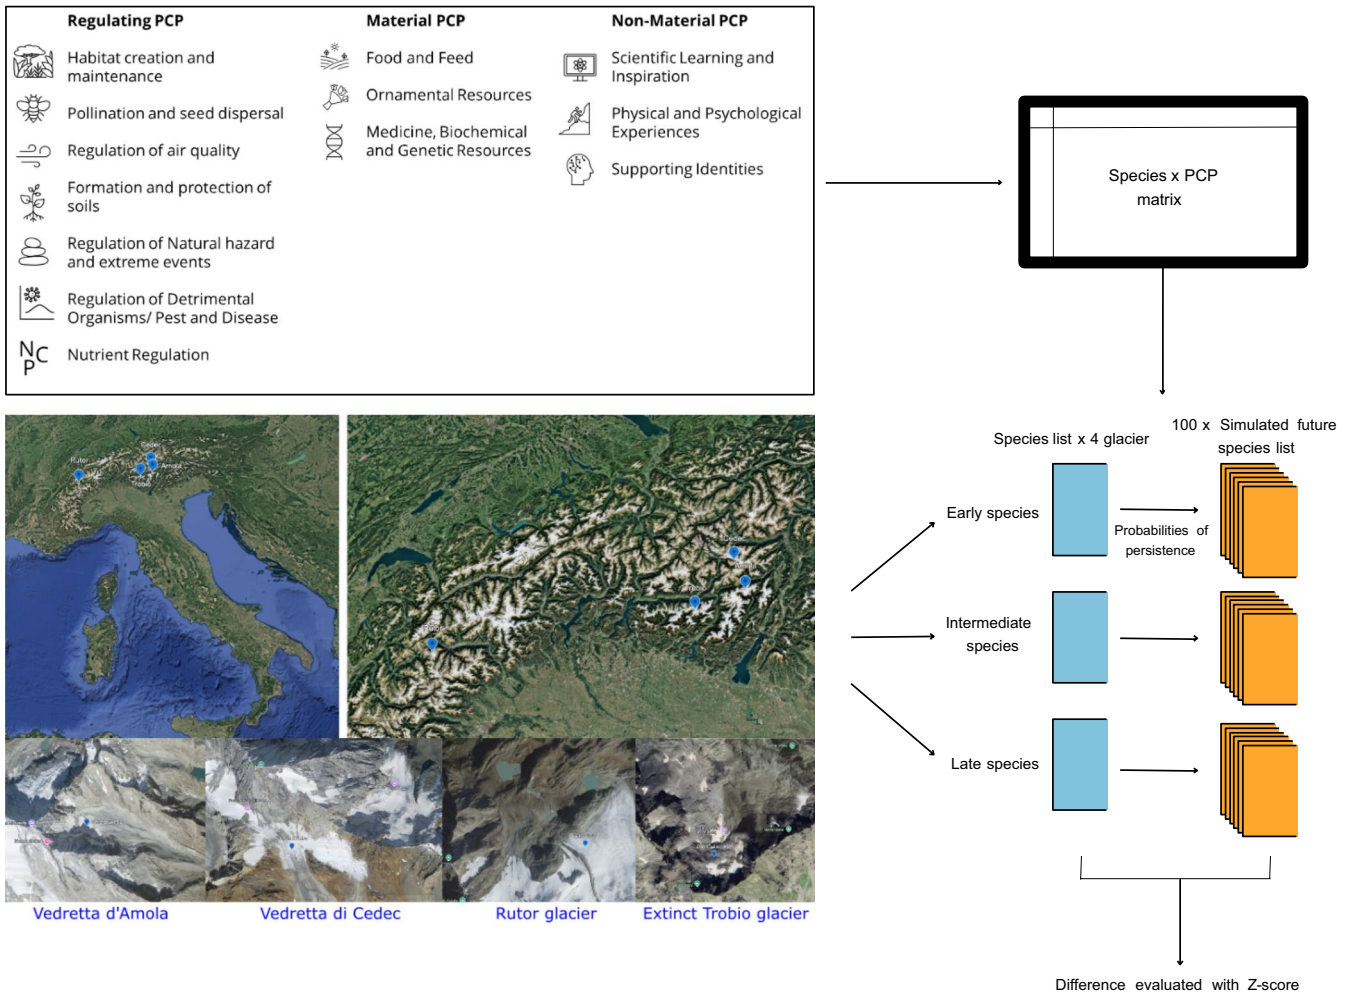 Regulating PCP
Habitat creation and
maintenance
Pollination and seed dispersal
Regulation of air quality
Formation and protection of
soils
Regulation of Natural hazard
and extreme events
Regulation of Detrimental
Organisms/ Pest and Disease
NCP
Nutrient Regulation
Material PCP
Food and Feed
Ornamental Resources
Medicine, Biochemical
and Genetic Resources
Non-Material PCP
Scientific Learning and
Inspiration
Physical and Psychological
Experiences
Supporting Identities
Species x PCP
matrix
Rutor
Cedec
Amola
Trobio
Vedretta d'Amola
Vedretta di Cedec
Rutor glacier
Extinct Trobio glacier
Species list x 4 glacier
100 x Simulated future
species list
Early species
Probabilities of
persistence
Intermediate
species
Late species
Difference evaluated with Z-score